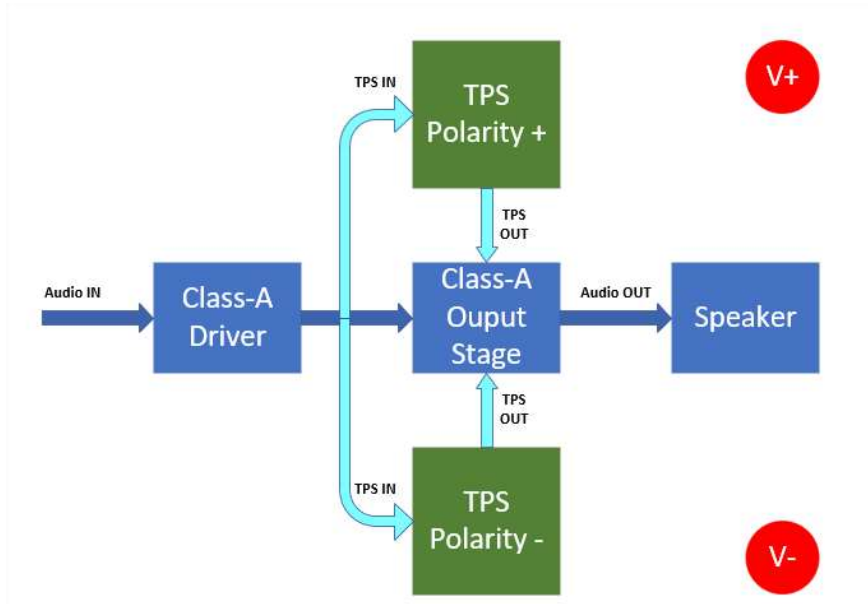 TPS IN
TPS
Polarity +
V+
TPS
OUT
Audio IN
Class-A
Driver
Class-A
Ouput
Stage
Audio OUT
Speaker
TPS
OUT
TPS IN
TPS
Polarity -
V-